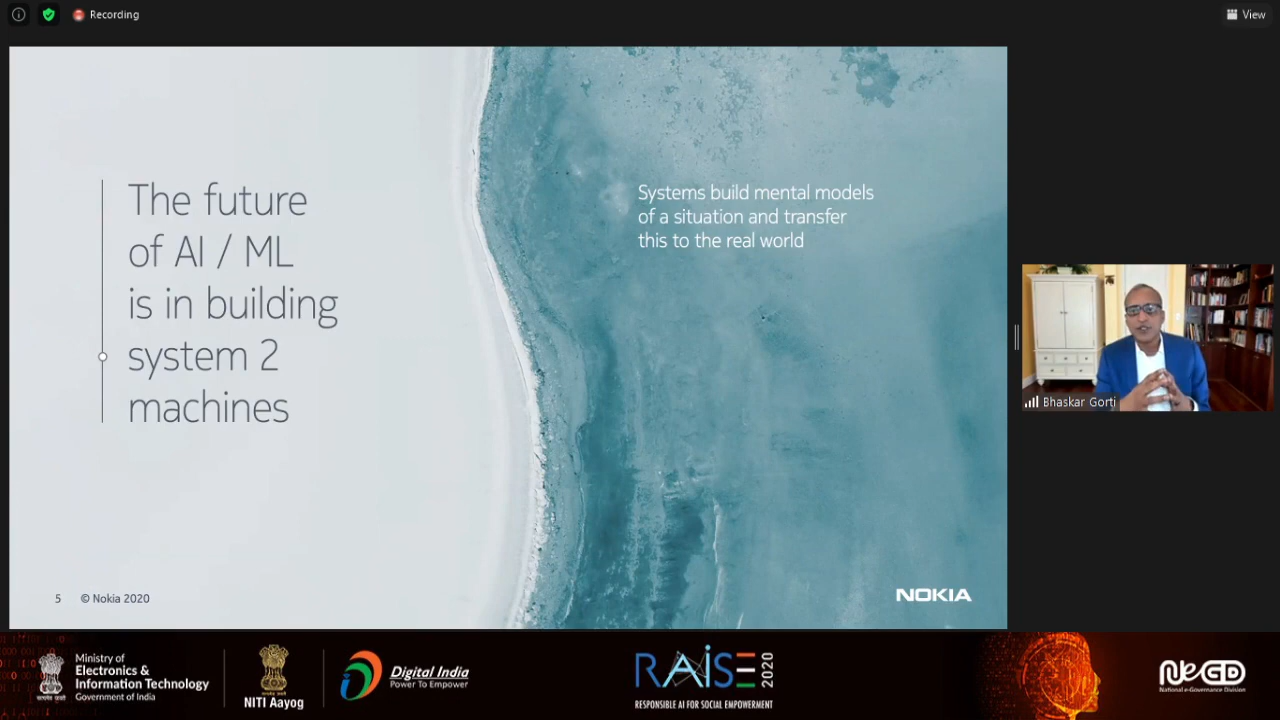 Recording
View
The future
of AI / ML
is in building
system 2
machines
Systems build mental models
of a situation and transfer
this to the real world
5 © Nokia 2020
NOKIA
Bhaskar Gorti
Ministry of
Electronics &
Information Technology
Government of India
NITI Aayog
Digital India
Power To Empower
RAISE 2020
RESPONSIBLE AI FOR SOCIAL EMPOWERMENT
NeGD
National e-Governance Division